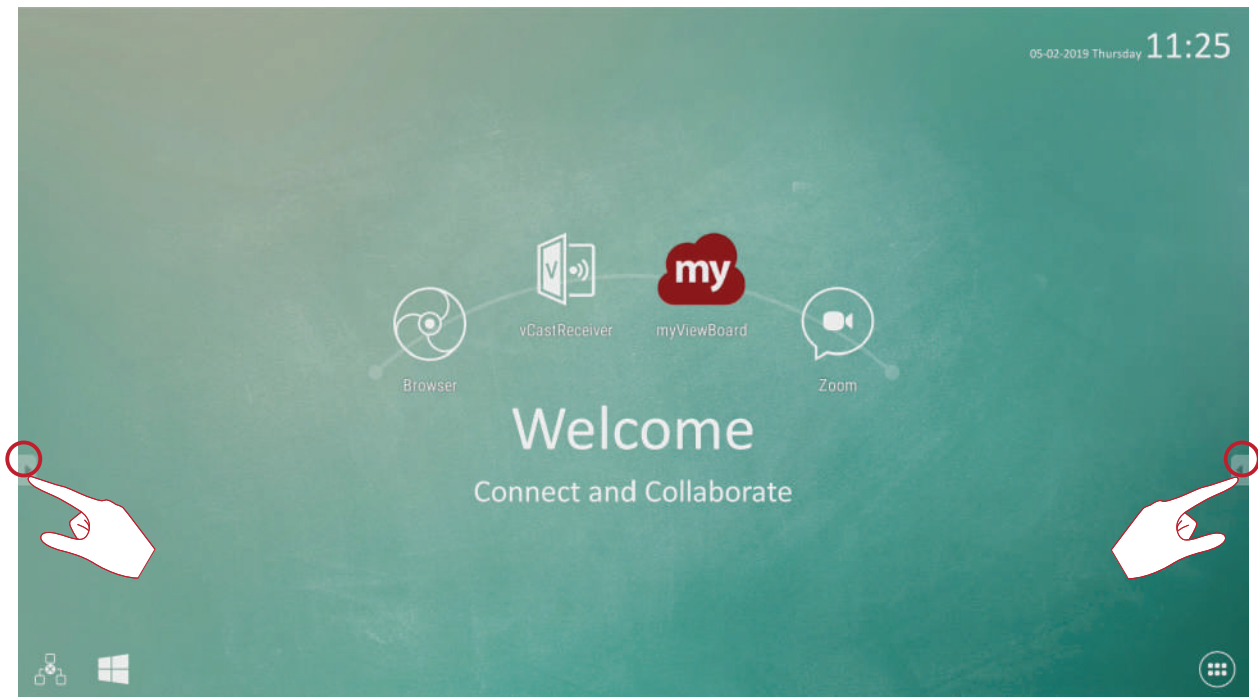 05-02-2019 Thursday 11:25
V
my
vCastReceiver
myViewBoard
Browser
Zoom
Welcome
Connect and Collaborate